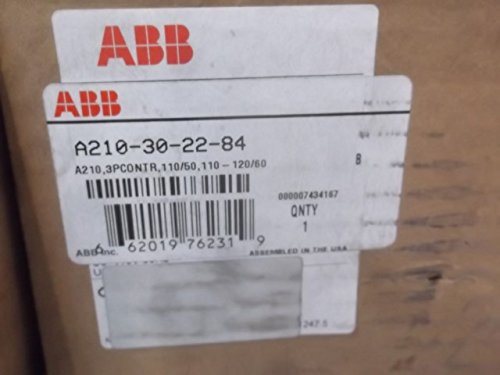 ABB
ABB
A210-30-22-84
A210,3PCONTR,110/50,110-120/60
B
000007434167
QNTY
1
6 62019 76231 9
ABB Inc.
ASSEMBLED IN THE USA